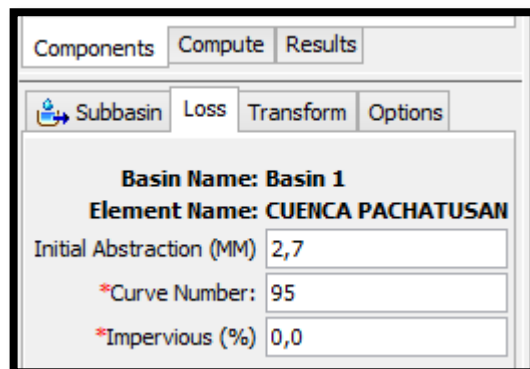 Components Compute Results
Subbasin Loss Transform Options
Basin Name: Basin 1
Element Name: CUENCA PACHATUSAN
Initial Abstraction (MM) 2,7
*Curve Number: 95
*Impervious (%) 0,0